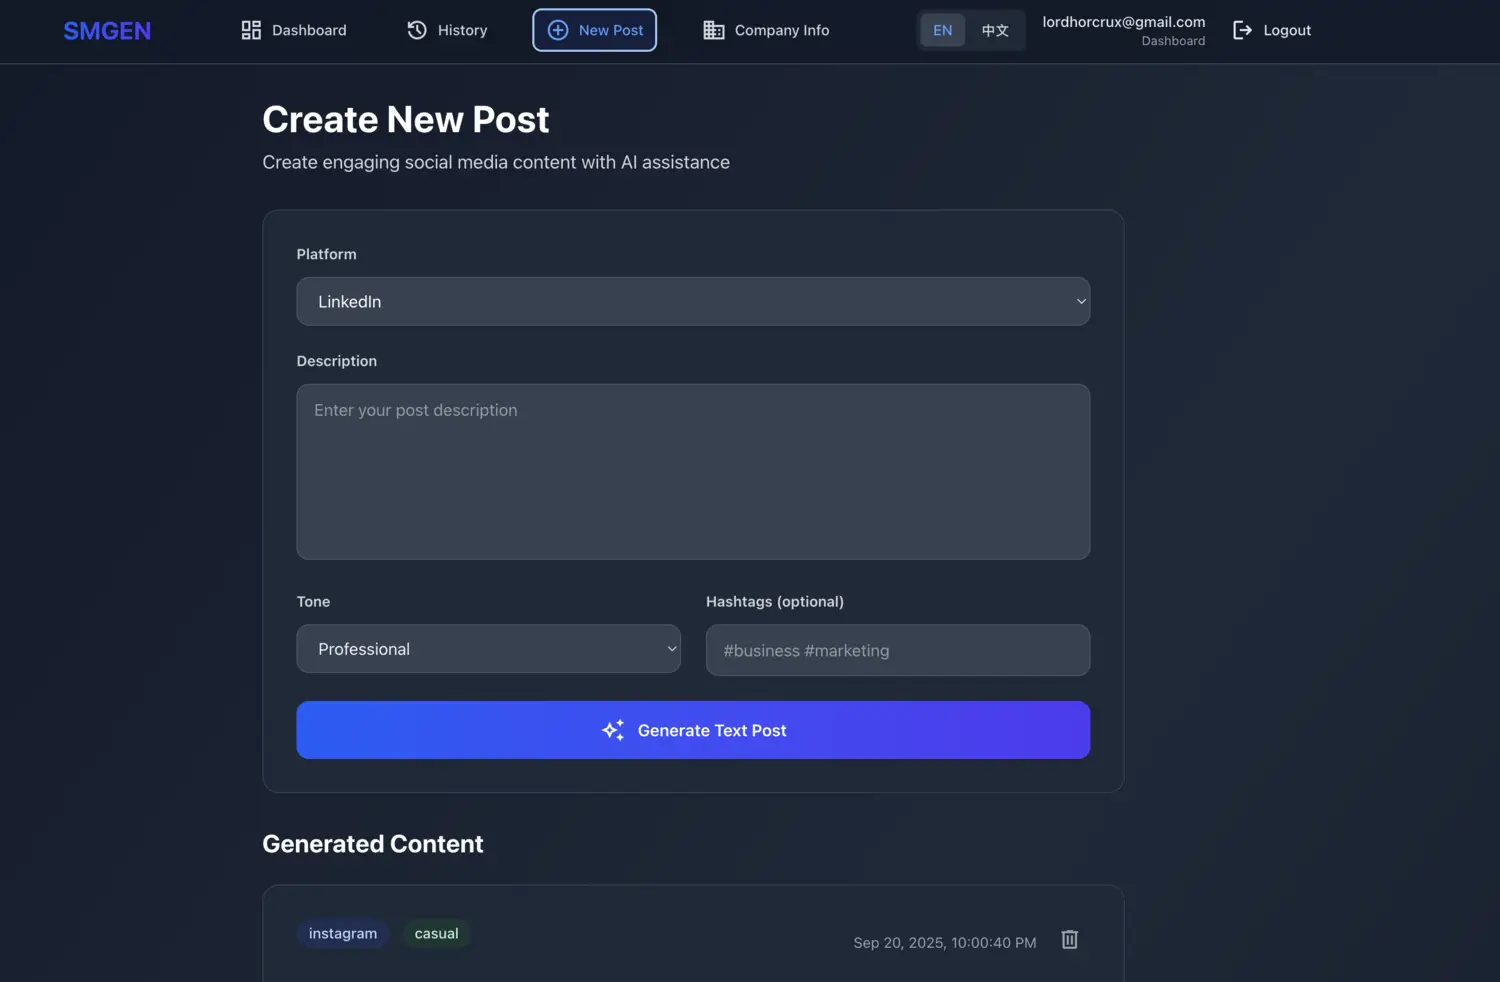 SMGEN
Dashboard
History
New Post
Company Info
EN
中文
lordhorcrux@gmail.com
Dashboard
Logout
Create New Post
Create engaging social media content with AI assistance
Platform
LinkedIn
Description
Enter your post description
Tone
Hashtags (optional)
Professional
#business #marketing
Generate Text Post
Generated Content
instagram
casual
Sep 20, 2025, 10:00:40 PM